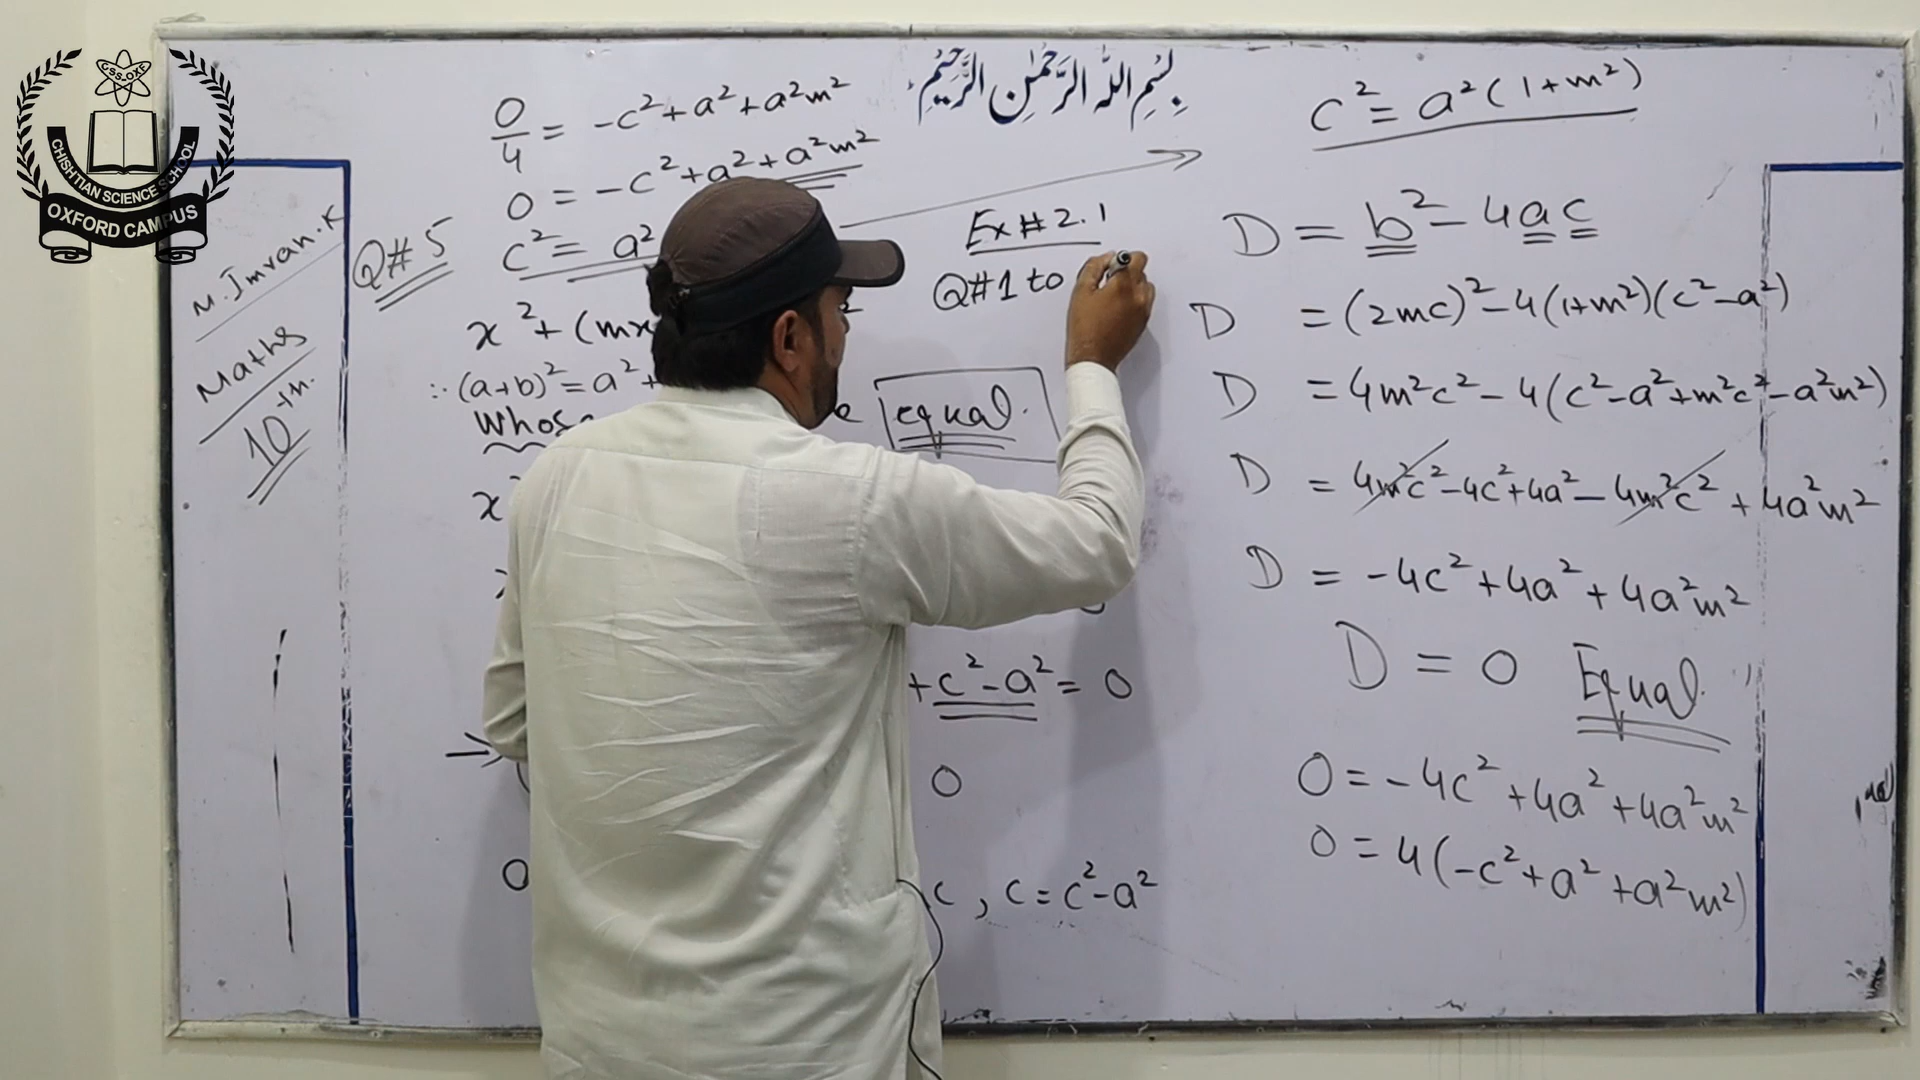 CSS-OXF
CHISHTIAN SCIENCE SCHOOL
OXFORD CAMPUS
M. Imran. K
Maths
10th.
Q#5
0/4 = -c²+a²+a²m²
0 = -c²+a²+a²m²
c² = a²
x²+(mx
∴ (a+b)² = a²+
equal.
x
+c²-a² = 0
0
0
c, c = c²-a²
بِسْمِ اللهِ الرَّحْمٰنِ الرَّحِيْمِ
Ex # 2.1
Q#1 to
c² = a²(1+m²)
D = b²-4ac
D = (2mc)²-4(1+m²)(c²-a²)
D = 4m²c²-4(c²-a²+m²c²-a²m²)
D = 4m²c²-4c²+4a²-4m²c²+4a²m²
D = -4c²+4a²+4a²m²
D = 0 Equal.
0 = -4c²+4a²+4a²m²
0 = 4(-c²+a²+a²m²)